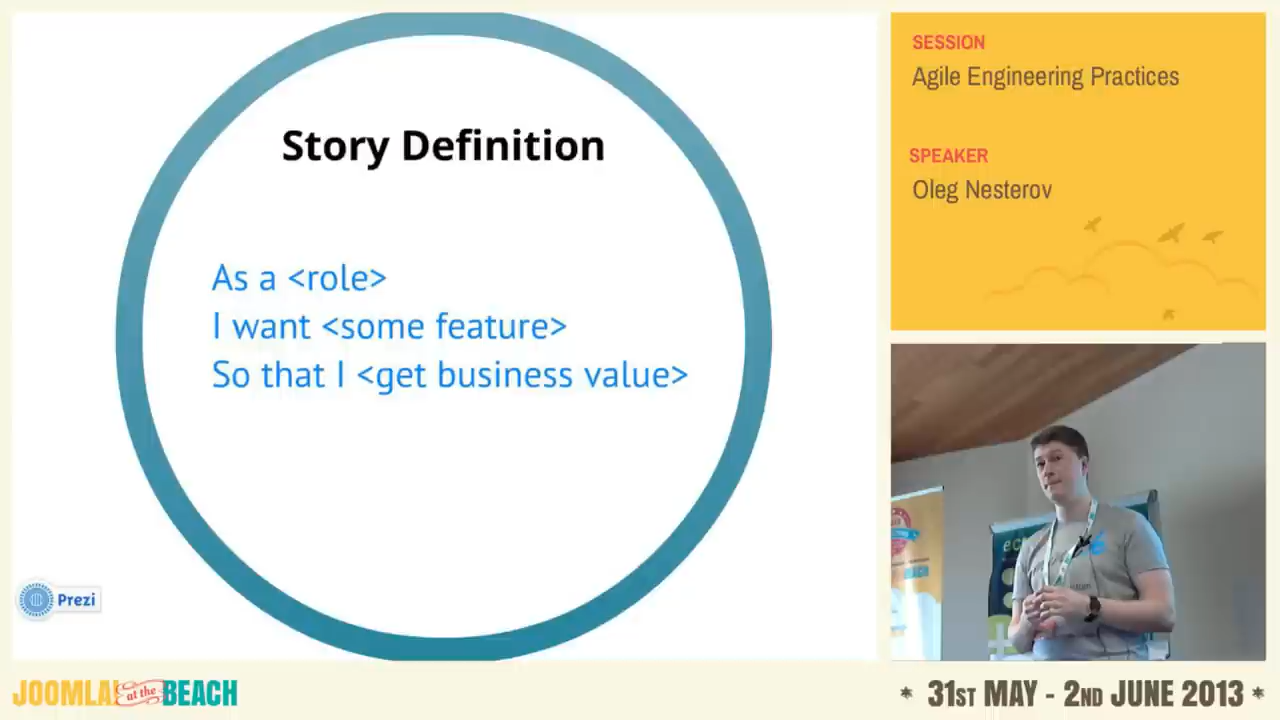 Story Definition
As a <role>
I want <some feature>
So that I <get business value>
Prezi
SESSION
Agile Engineering Practices
SPEAKER
Oleg Nesterov
JOOMLA! at the BEACH
* 31ST MAY - 2ND JUNE 2013 *